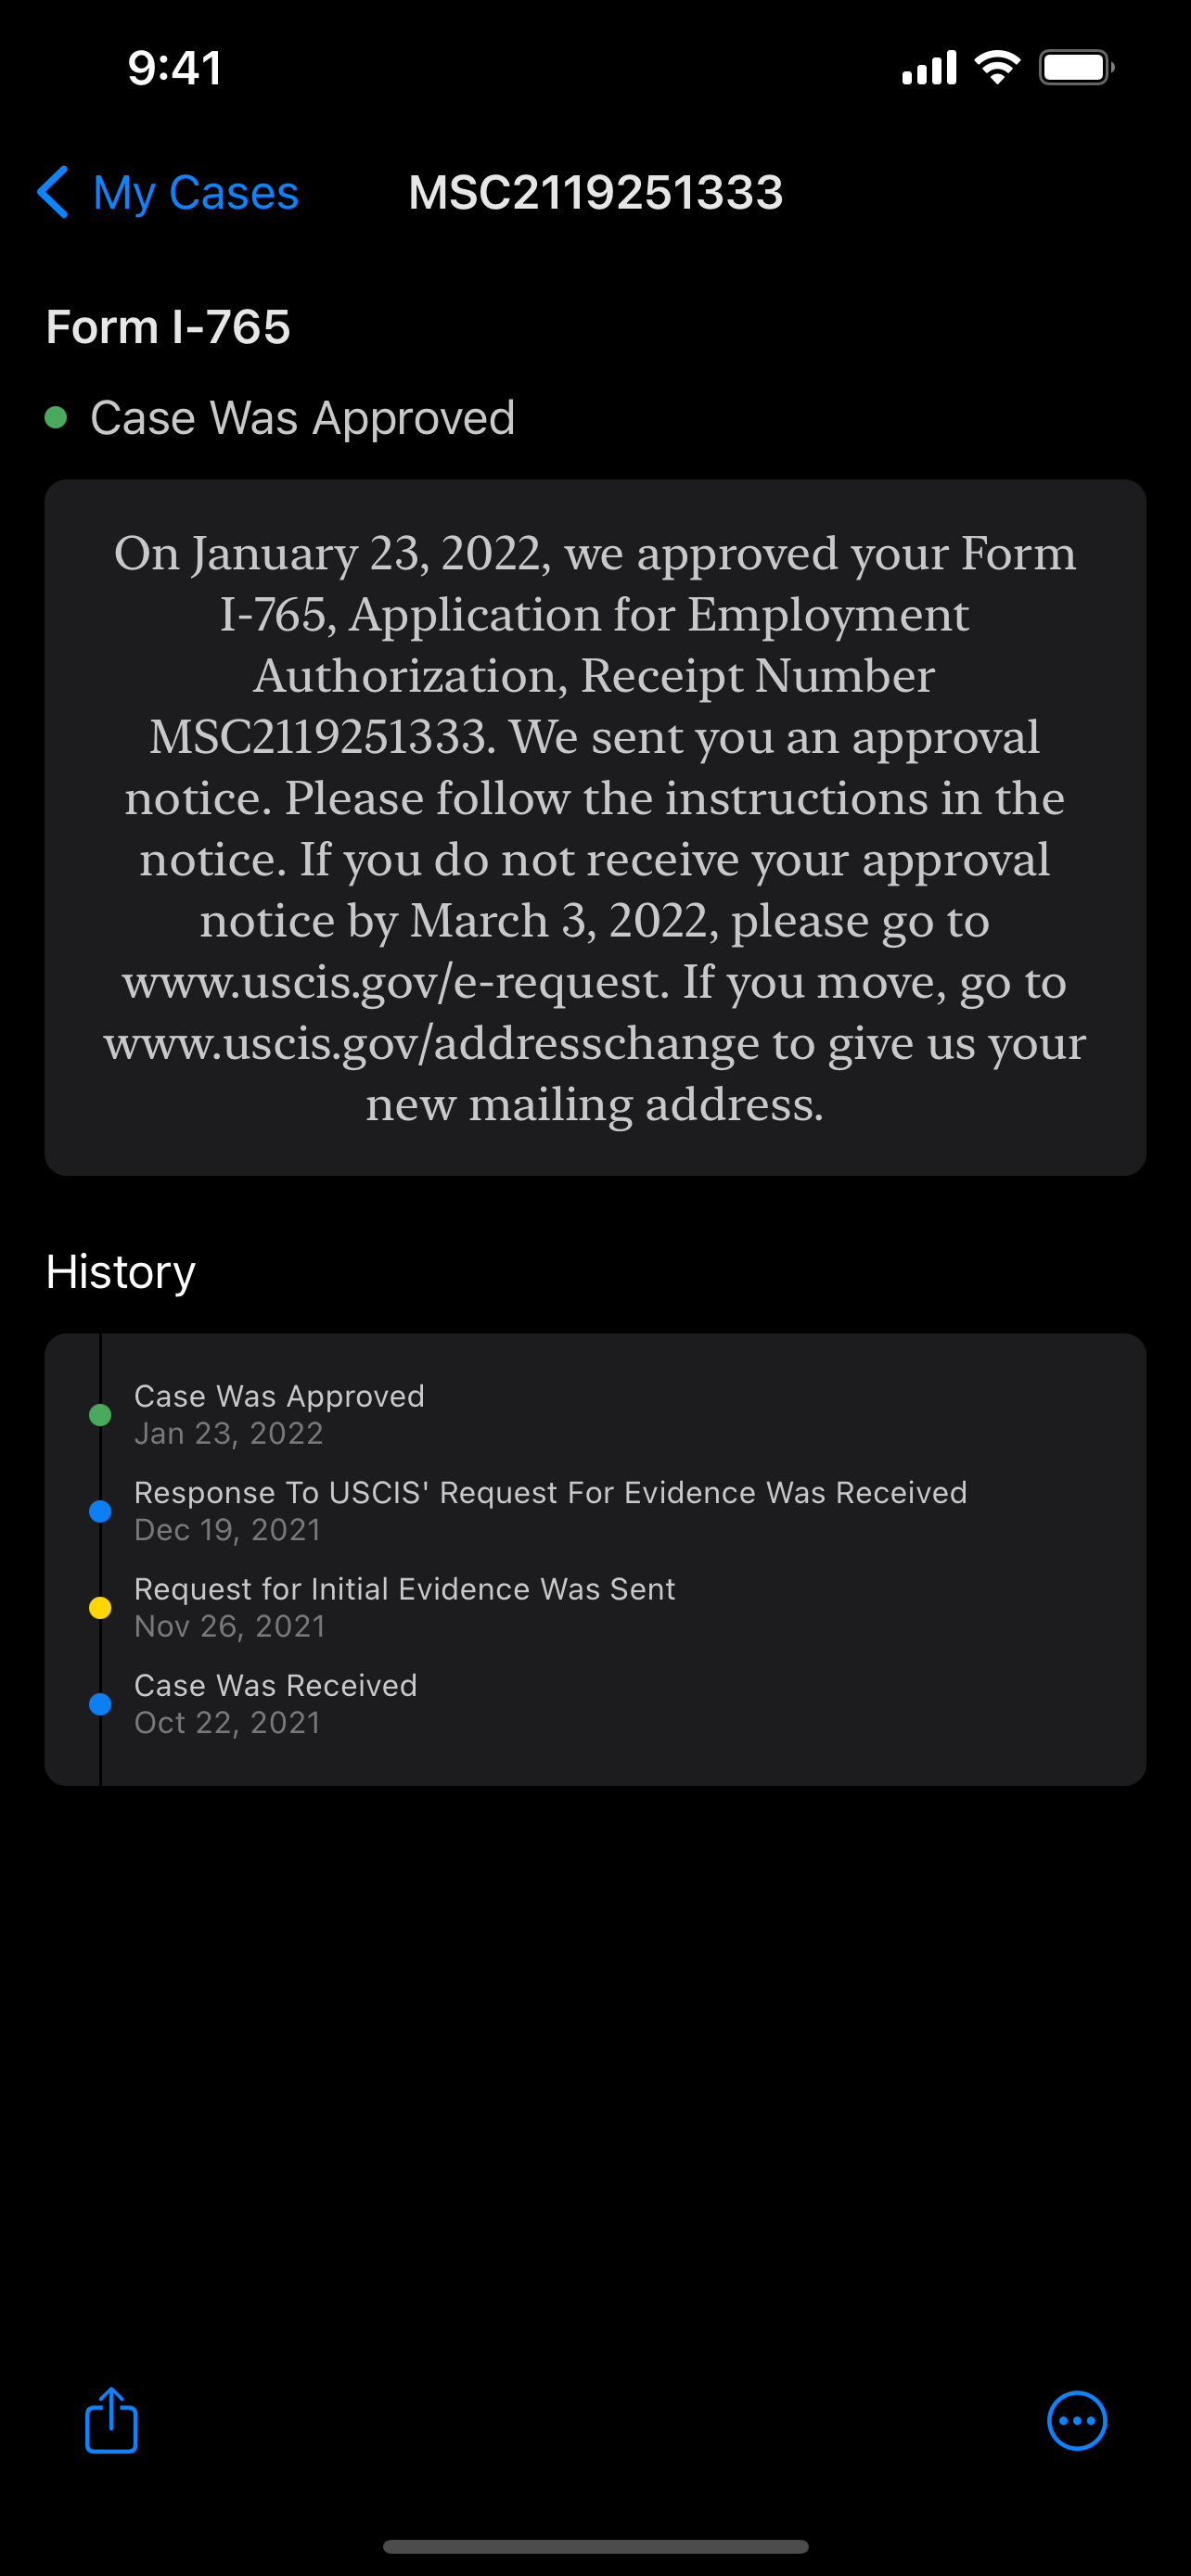 9:41
My Cases
MSC2119251333
Form I-765
Case Was Approved
On January 23, 2022, we approved your Form
I-765, Application for Employment
Authorization, Receipt Number
MSC2119251333. We sent you an approval
notice. Please follow the instructions in the
notice. If you do not receive your approval
notice by March 3, 2022, please go to
www.uscis.gov/e-request. If you move, go to
www.uscis.gov/addresschange to give us your
new mailing address.
History
Case Was Approved
Jan 23, 2022
Response To USCIS' Request For Evidence Was Received
Dec 19, 2021
Request for Initial Evidence Was Sent
Nov 26, 2021
Case Was Received
Oct 22, 2021